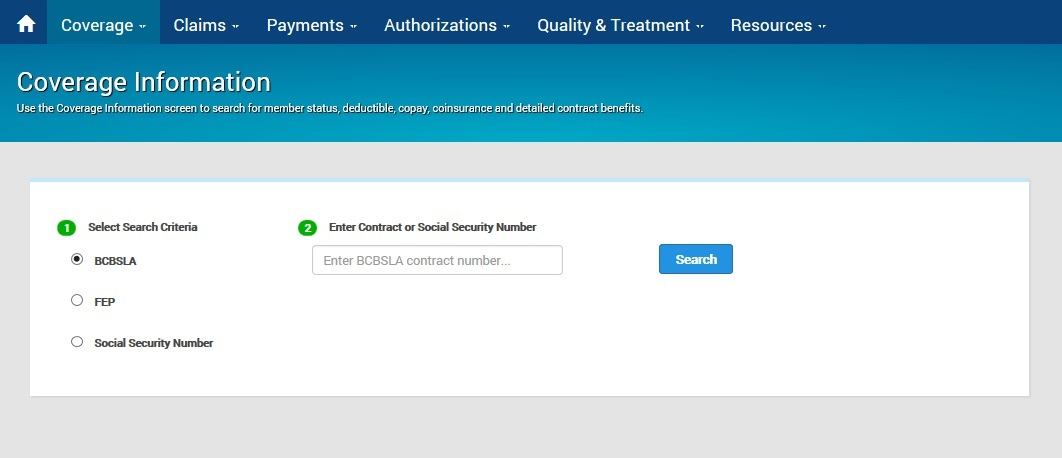 Coverage Claims Payments Authorizations Quality & Treatment Resources
Coverage Information
Use the Coverage Information screen to search for member status, deductible, copay, coinsurance and detailed contract benefits.
1 Select Search Criteria 2 Enter Contract or Social Security Number
BCBSLA Enter BCBSLA contract number... Search
FEP
Social Security Number